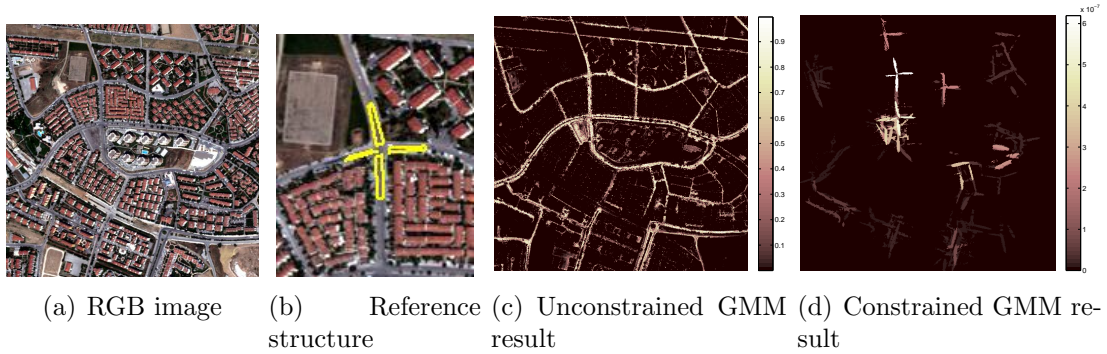 x 10⁻⁷
0.9
0.8
0.7
0.6
0.5
0.4
0.3
0.2
0.1
6
5
4
3
2
1
0
(a) RGB image
(b) Reference
structure
(c) Unconstrained GMM
result
(d) Constrained GMM re-
sult